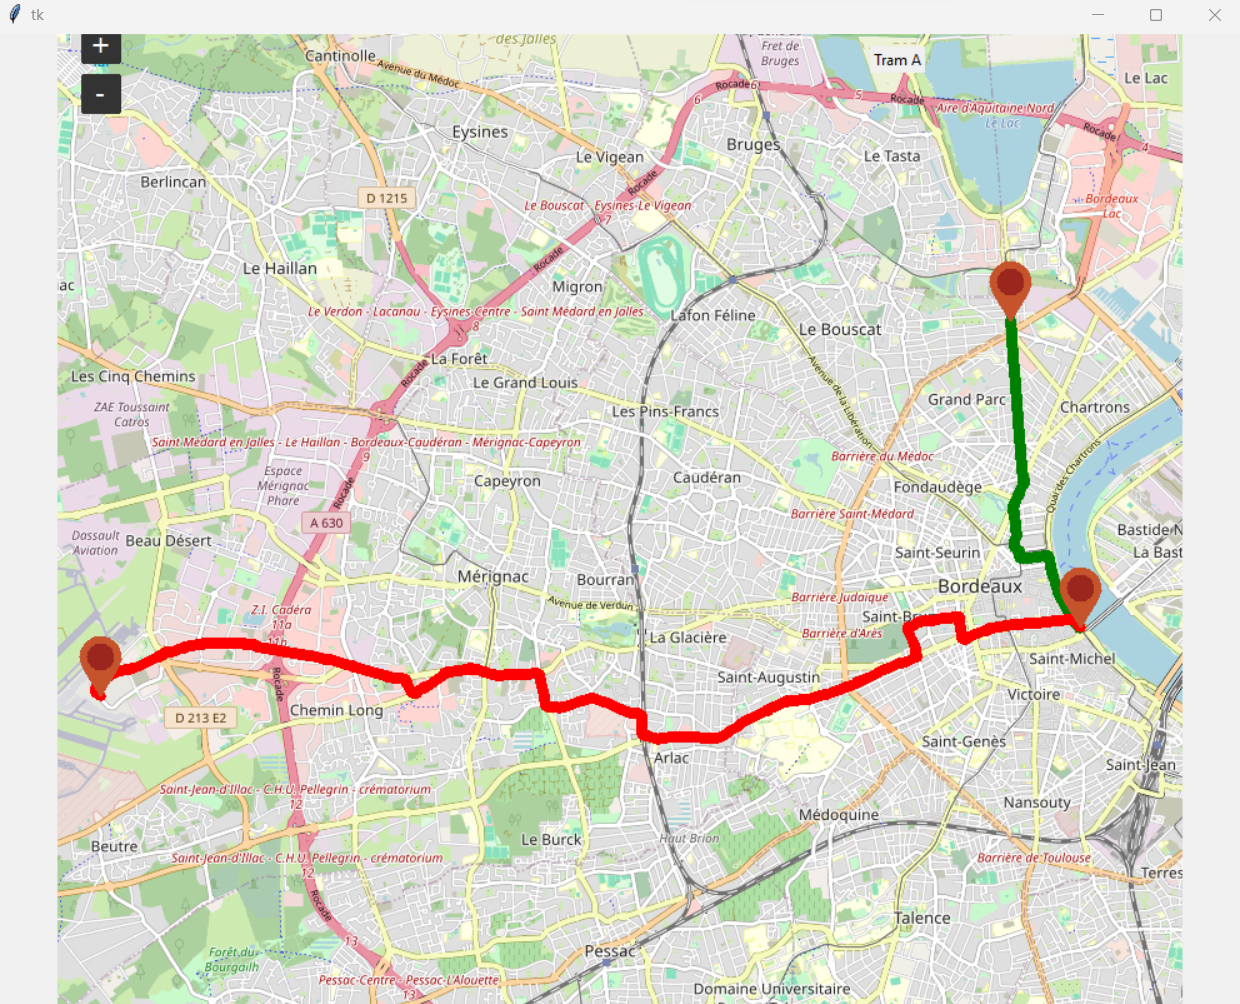 tk
+
-
des Jalles
Fret de
Bruges
Cantinolle
Avenue du Médoc
Tram A
Le Lac
Rocade
6
6
5
Rocade
Aire d'Aquitaine Nord
Le Lac
Rocade
4
Eysines
Le Vigean
Bruges
Le Tasta
Berlincan
Rocade
D 1215
Le Bouscat
Eysines-Le Vigean
7
Bordeaux
Lac
Le Haillan
Rocade
Migron
Le Verdon - Lacanau - Eysines-Centre - Saint Médard en Jalles
8
Lafon Féline
Le Bouscat
La Forêt
Rocade
Les Cinq Chemins
Le Grand Louis
Grand Parc
Chartrons
ZAE Toussaint
Catros
Les Pins-Francs
Avenue de la Libération
Saint Médard en Jalles - Le Haillan - Bordeaux-Caudéran - Mérignac-Capeyron
9
Barrière du Médoc
Quai des Chartrons
Espace
Mérignac
Phare
Rocade
Capeyron
Caudéran
Fondaudège
A 630
Barrière Saint-Médard
Dassault
Aviation
Beau Désert
Bastide N
La Bast
Saint-Seurin
Mérignac
Bourran
Bordeaux
Avenue de Verdun
Barrière Judaïque
Z.I. Cadera
11a
11b
Saint-Bru
La Glacière
Barrière d'Arès
Saint-Michel
Rocade
Saint-Augustin
Victoire
Chemin Long
D 213 E2
Saint-Genès
Arlac
Saint-Jean
Saint-Jean-d'Illac - C.H.U. Pellegrin - crématorium
12
Nansouty
Médoquine
Beutre
Le Burck
Haut Brion
Saint-Jean-d'Illac - C.H.U. Pellegrin - crématorium
12
Barrière de Toulouse
Terres
Rocade
Talence
13
Forêt du
Bourgailh
Pessac
Pessac-Centre - Pessac-L'Alouette
13
Domaine Universitaire